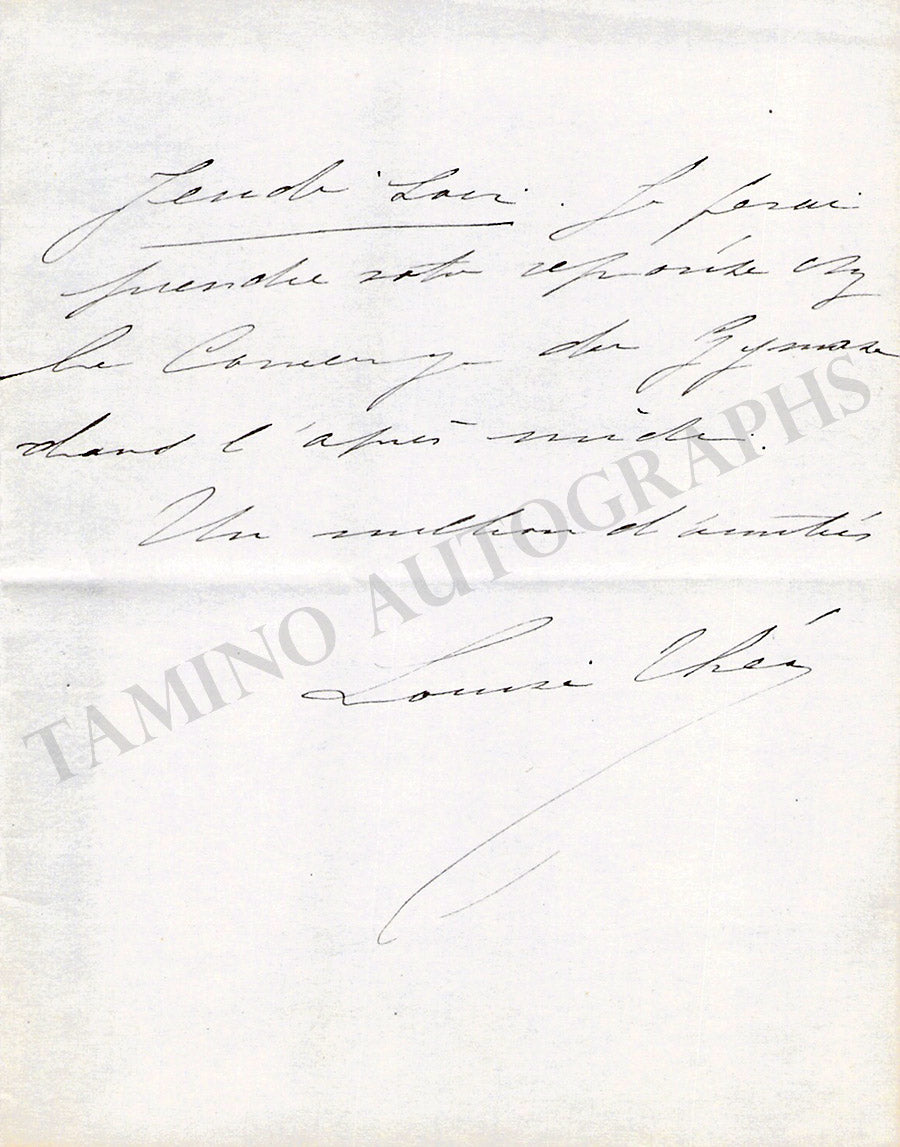 Jeudi soir. Je ferai
prendre votre réponse chez
le Concierge du Gymnase
dans l'après midi.
Un million d'amitiés
Louise Théo
TAMINO AUTOGRAPHS